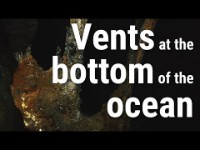 Vents at the
bottom of the
ocean